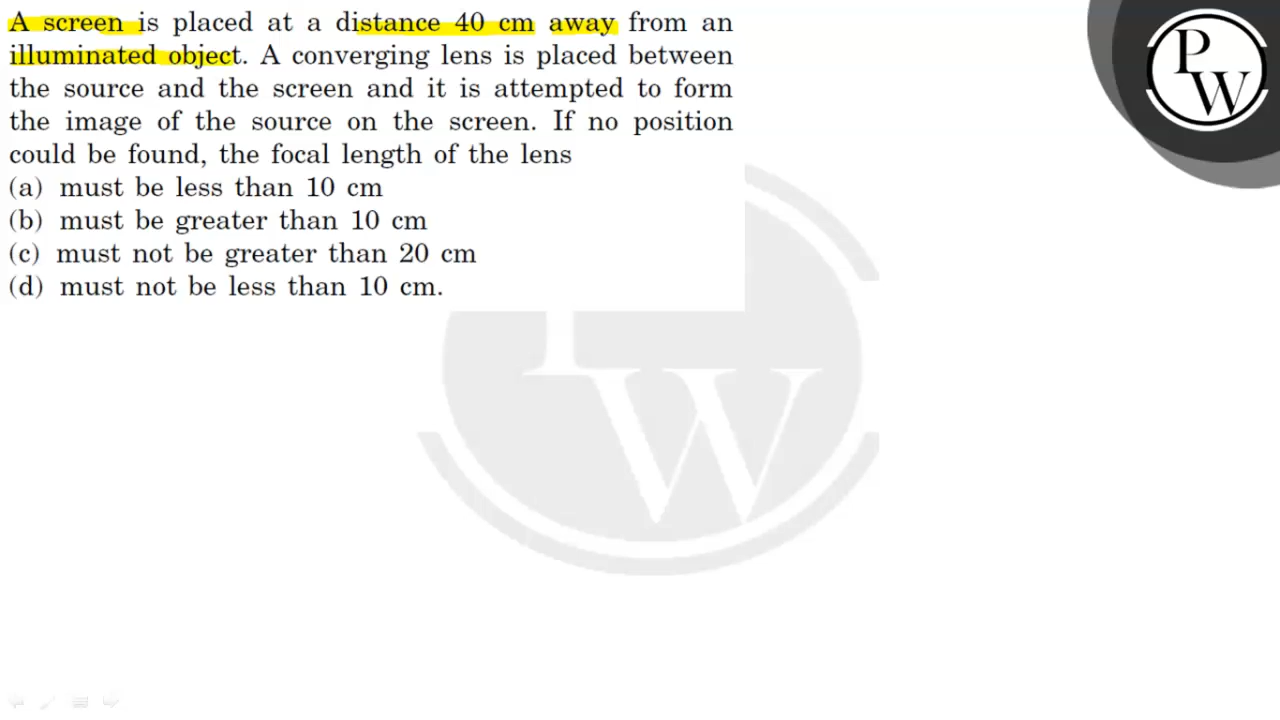 A screen is placed at a distance 40 cm away from an
illuminated object. A converging lens is placed between
the source and the screen and it is attempted to form
the image of the source on the screen. If no position
could be found, the focal length of the lens
(a) must be less than 10 cm
(b) must be greater than 10 cm
(c) must not be greater than 20 cm
(d) must not be less than 10 cm.
P
W
W